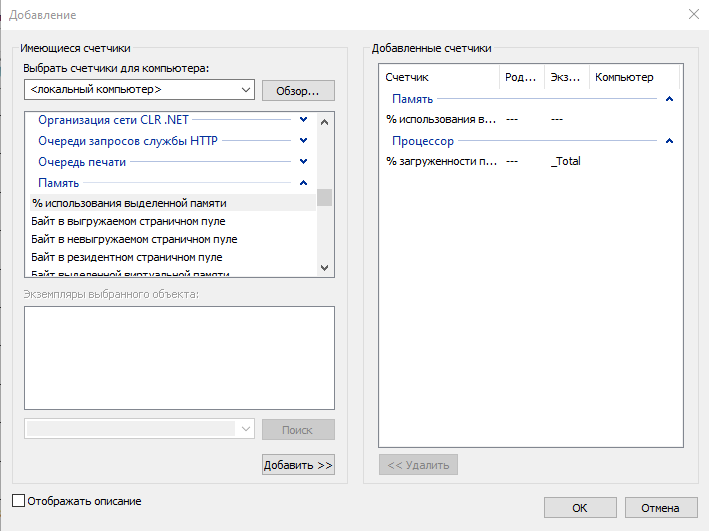 Добавление
Имеющиеся счетчики
Выбрать счетчики для компьютера:
<локальный компьютер>
Обзор...
Организация сети CLR .NET
Очереди запросов службы HTTP
Очередь печати
Память
% использования выделенной памяти
Байт в выгружаемом страничном пуле
Байт в невыгружаемом страничном пуле
Байт в резидентном страничном пуле
Байт выделенной виртуальной памяти
Экземпляры выбранного объекта:
Поиск
Добавить >>
Отображать описание
Добавленные счетчики
Счетчик Род... Экз... Компьютер
Память
% использования в... --- ---
Процессор
% загруженности п... --- _Total
<< Удалить
ОК Отмена